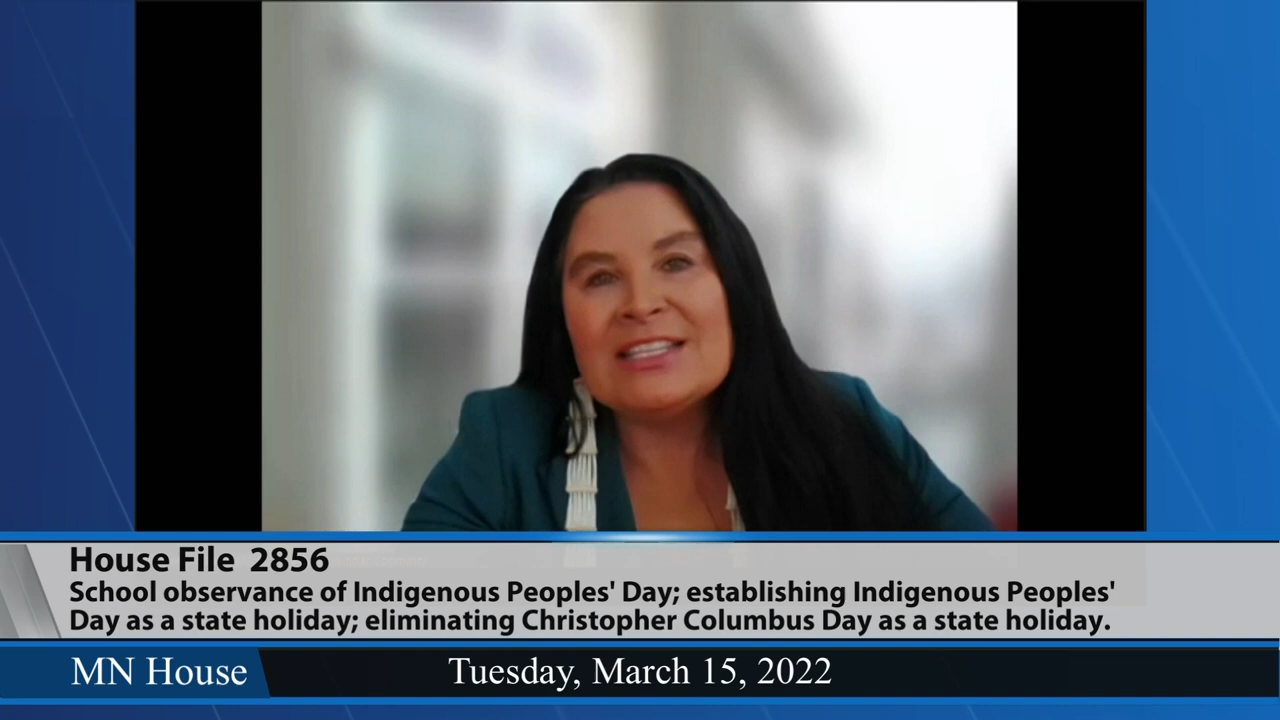 House File 2856
School observance of Indigenous Peoples' Day; establishing Indigenous Peoples'
Day as a state holiday; eliminating Christopher Columbus Day as a state holiday.
MN House
Tuesday, March 15, 2022